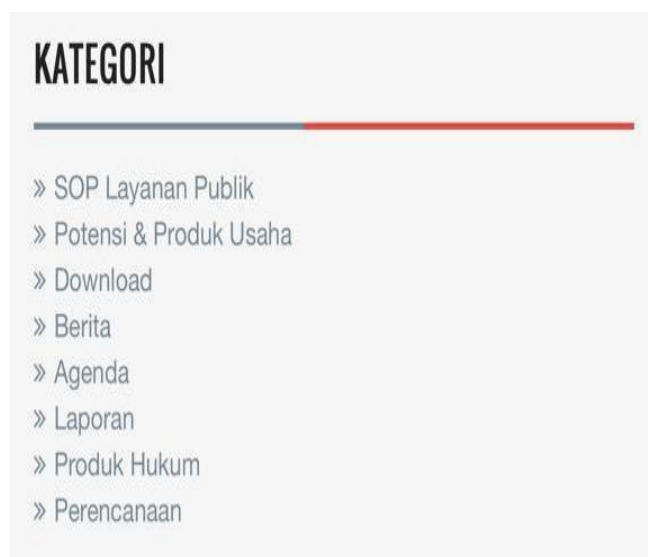 KATEGORI
» SOP Layanan Publik
» Potensi & Produk Usaha
» Download
» Berita
» Agenda
» Laporan
» Produk Hukum
» Perencanaan